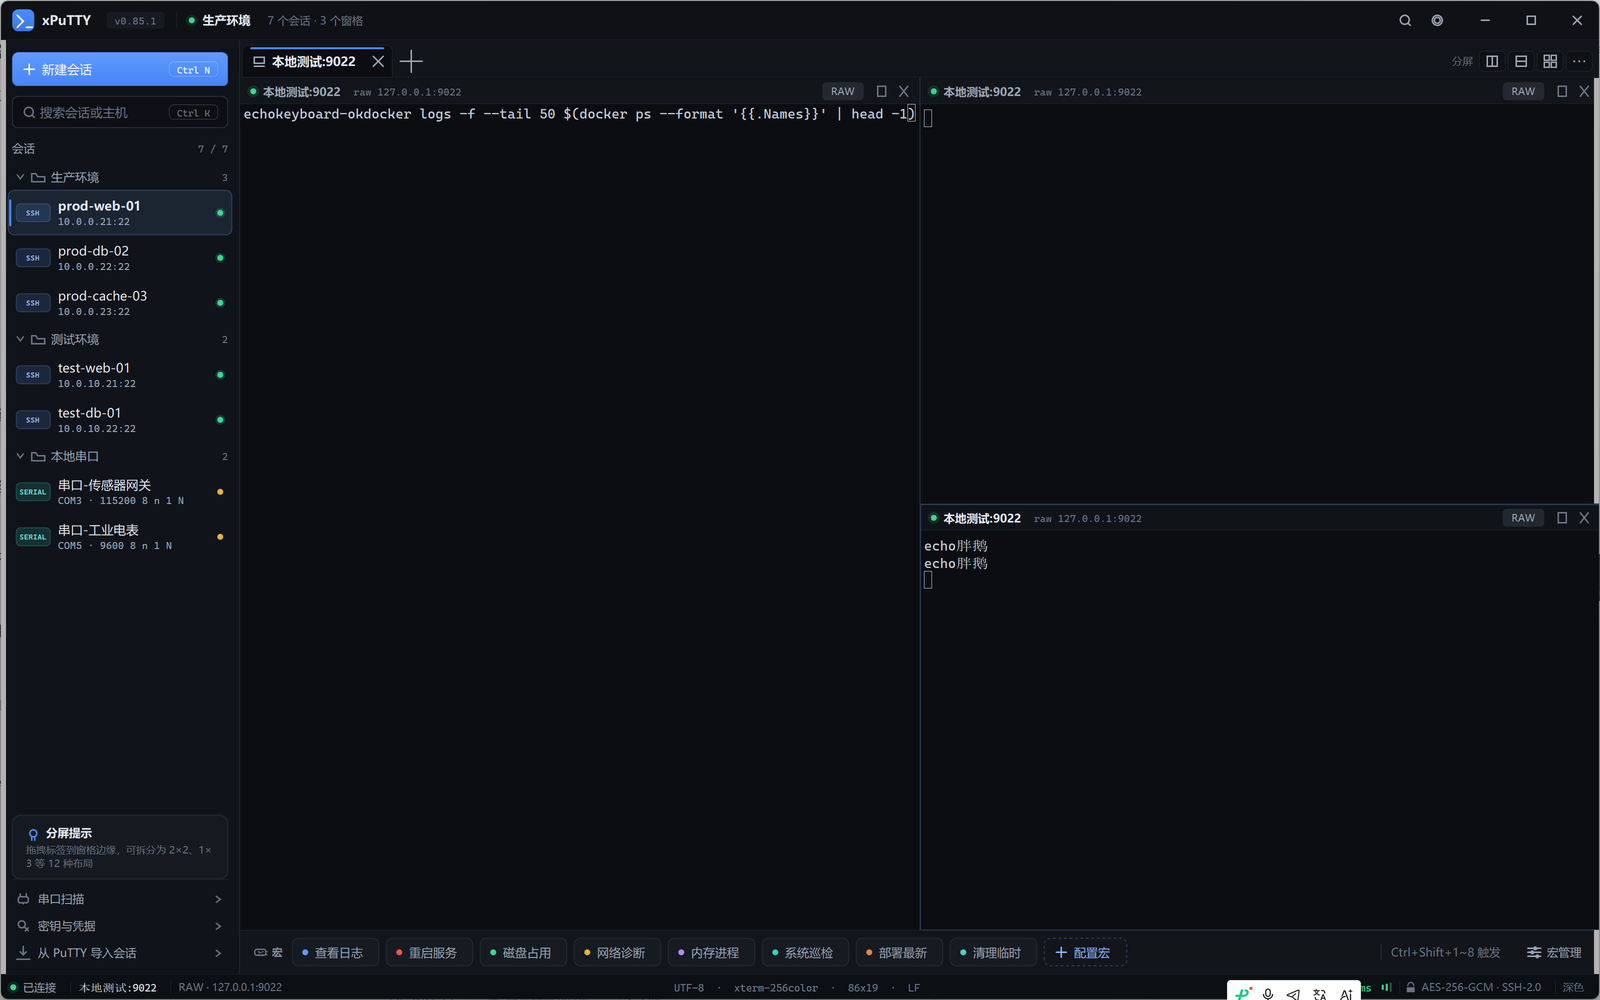 xPuTTY v0.85.1 生产环境 7 个会话 · 3 个窗格
新建会话 Ctrl N
搜索会话或主机 Ctrl K
会话 7 / 7
生产环境 3
SSH prod-web-01
10.0.0.21:22
SSH prod-db-02
10.0.0.22:22
SSH prod-cache-03
10.0.0.23:22
测试环境 2
SSH test-web-01
10.0.10.21:22
SSH test-db-01
10.0.10.22:22
本地串口 2
SERIAL 串口-传感器网关
COM3 · 115200 8 n 1 N
SERIAL 串口-工业电表
COM5 · 9600 8 n 1 N
分屏提示
拖拽标签到窗格边缘，可拆分为 2×2、1×
3 等 12 种布局
串口扫描
密钥与凭据
从 PuTTY 导入会话
本地测试:9022
分屏
本地测试:9022 raw 127.0.0.1:9022 RAW
echokeyboard-okdocker logs -f --tail 50 $(docker ps --format '{{.Names}}' | head -1)
本地测试:9022 raw 127.0.0.1:9022 RAW
本地测试:9022 raw 127.0.0.1:9022 RAW
echo胖鹅
echo胖鹅
宏 查看日志 重启服务 磁盘占用 网络诊断 内存进程 系统巡检 部署最新 清理临时 配置宏 Ctrl+Shift+1~8 触发 宏管理
已连接 本地测试:9022 RAW · 127.0.0.1:9022 UTF-8 · xterm-256color · 86x19 · LF ms AES-256-GCM · SSH-2.0 深色